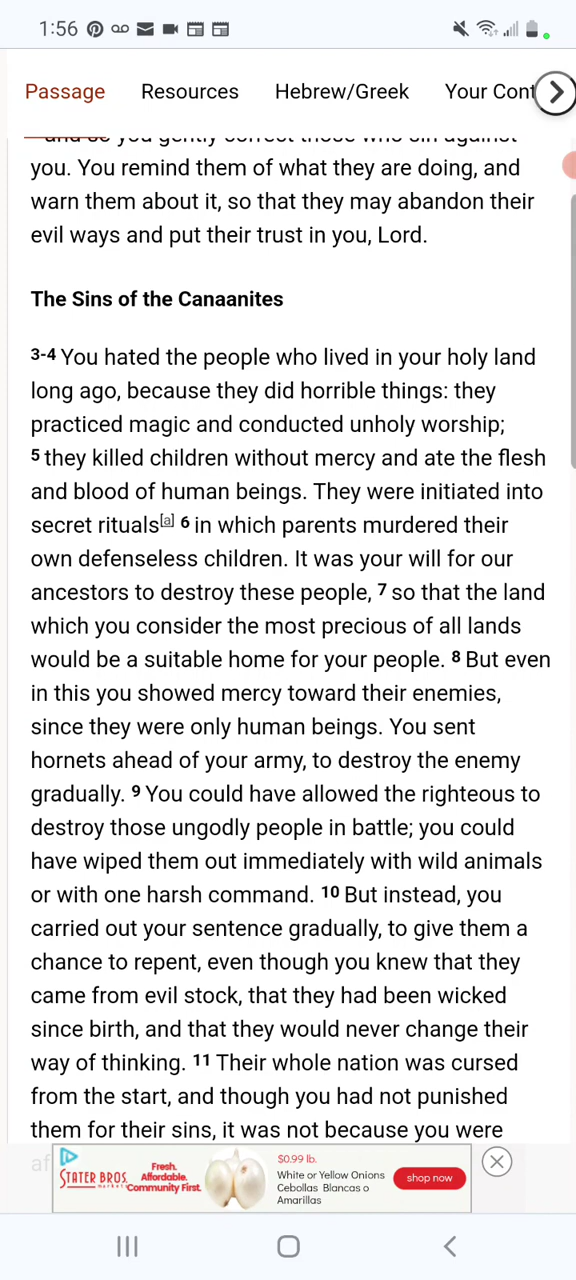 1:56
Passage Resources Hebrew/Greek Your Cont
and so you gently correct those who sin against
you. You remind them of what they are doing, and
warn them about it, so that they may abandon their
evil ways and put their trust in you, Lord.
The Sins of the Canaanites
3-4 You hated the people who lived in your holy land
long ago, because they did horrible things: they
practiced magic and conducted unholy worship;
5 they killed children without mercy and ate the flesh
and blood of human beings. They were initiated into
secret rituals[a] 6 in which parents murdered their
own defenseless children. It was your will for our
ancestors to destroy these people, 7 so that the land
which you consider the most precious of all lands
would be a suitable home for your people. 8 But even
in this you showed mercy toward their enemies,
since they were only human beings. You sent
hornets ahead of your army, to destroy the enemy
gradually. 9 You could have allowed the righteous to
destroy those ungodly people in battle; you could
have wiped them out immediately with wild animals
or with one harsh command. 10 But instead, you
carried out your sentence gradually, to give them a
chance to repent, even though you knew that they
came from evil stock, that they had been wicked
since birth, and that they would never change their
way of thinking. 11 Their whole nation was cursed
from the start, and though you had not punished
them for their sins, it was not because you were
STATER BROS. MARKETS
Fresh.
Affordable.
Community First.
$0.99 lb.
White or Yellow Onions
Cebollas Blancas o
Amarillas
shop now